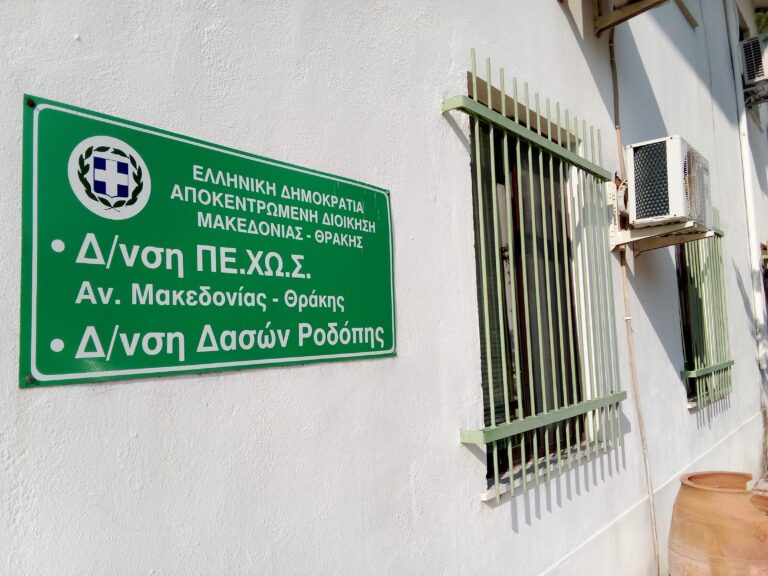 ΕΛΛΗΝΙΚΗ ΔΗΜΟΚΡΑΤΙΑ
ΑΠΟΚΕΝΤΡΩΜΕΝΗ ΔΙΟΙΚΗΣΗ
ΜΑΚΕΔΟΝΙΑΣ - ΘΡΑΚΗΣ
• Δ/νση ΠΕ.ΧΩ.Σ.
Αν. Μακεδονίας - Θράκης
• Δ/νση Δασών Ροδόπης